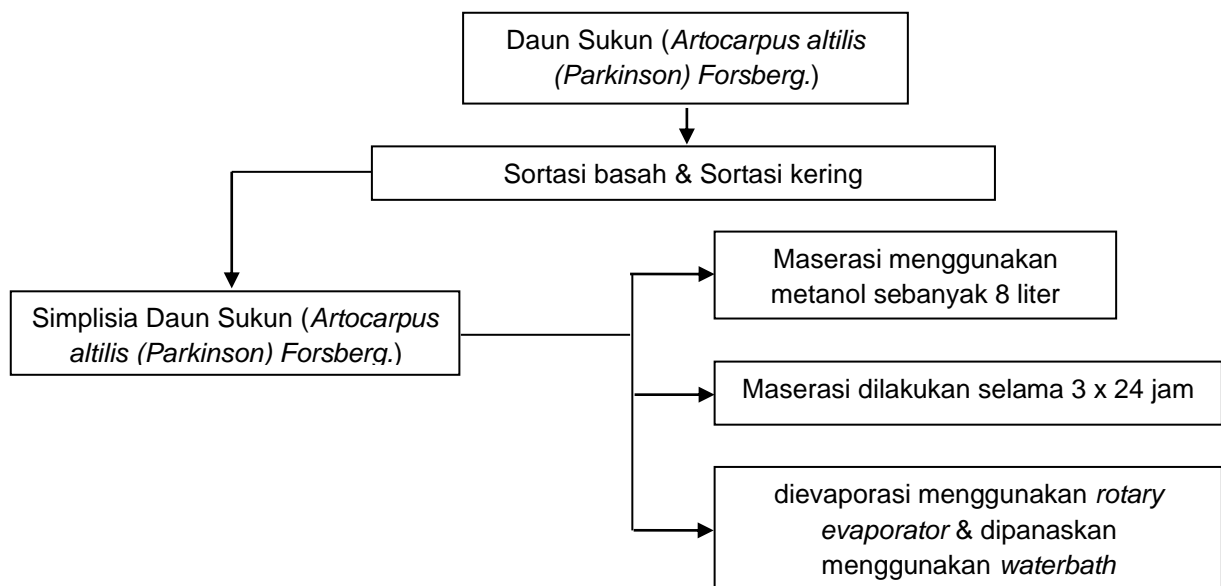 Daun Sukun (Artocarpus altilis
(Parkinson) Forsberg.)
Sortasi basah & Sortasi kering
Maserasi menggunakan
metanol sebanyak 8 liter
Simplisia Daun Sukun (Artocarpus
altilis (Parkinson) Forsberg.)
Maserasi dilakukan selama 3 x 24 jam
dievaporasi menggunakan rotary
evaporator & dipanaskan
menggunakan waterbath